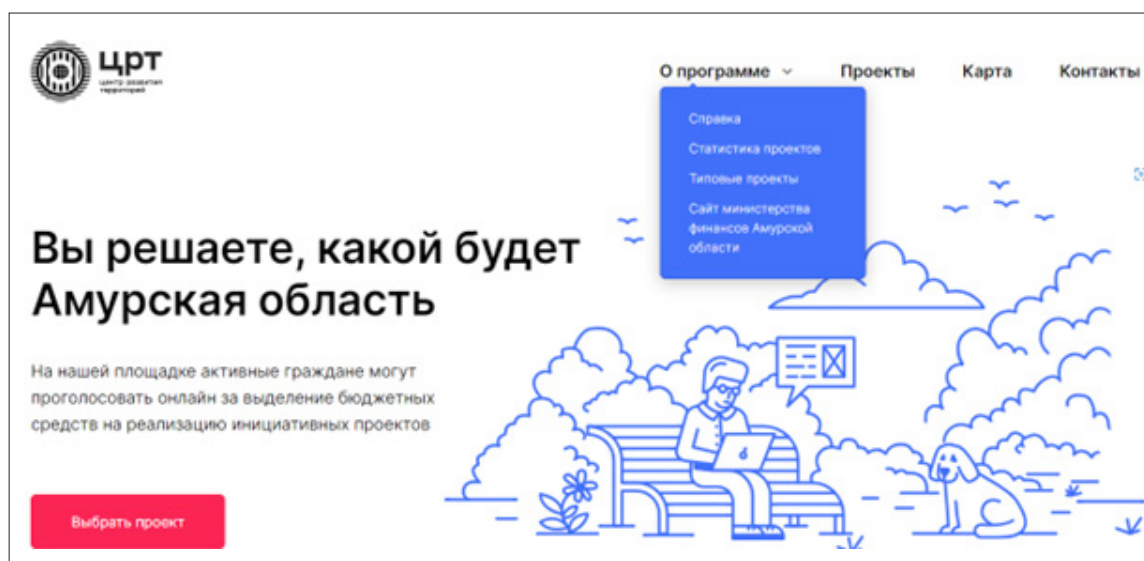 црт
центр развития
территорий
О программе
Проекты
Карта
Контакты
Справка
Статистика проектов
Типовые проекты
Сайт министерства
финансов Амурской
области
Вы решаете, какой будет
Амурская область
На нашей площадке активные граждане могут
проголосовать онлайн за выделение бюджетных
средств на реализацию инициативных проектов
Выбрать проект